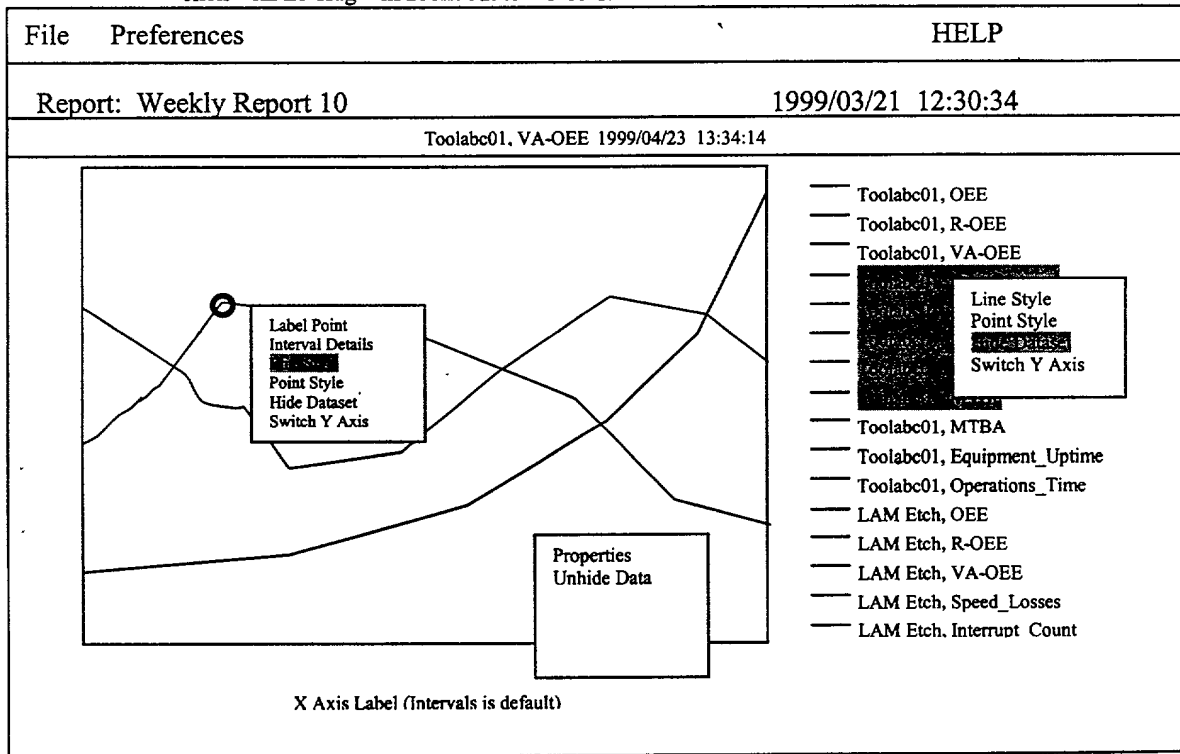 File Preferences HELP
Report: Weekly Report 10 1999/03/21 12:30:34
Toolabc01, VA-OEE 1999/04/23 13:34:14
Label Point
Interval Details
Point Style
Hide Dataset
Switch Y Axis
Properties
Unhide Data
X Axis Label (Intervals is default)
Toolabc01, OEE
Toolabc01, R-OEE
Toolabc01, VA-OEE
Line Style
Point Style
Hide Dataset
Switch Y Axis
Toolabc01, MTBA
Toolabc01, Equipment_Uptime
Toolabc01, Operations_Time
LAM Etch, OEE
LAM Etch, R-OEE
LAM Etch, VA-OEE
LAM Etch, Speed_Losses
LAM Etch, Interrupt_Count